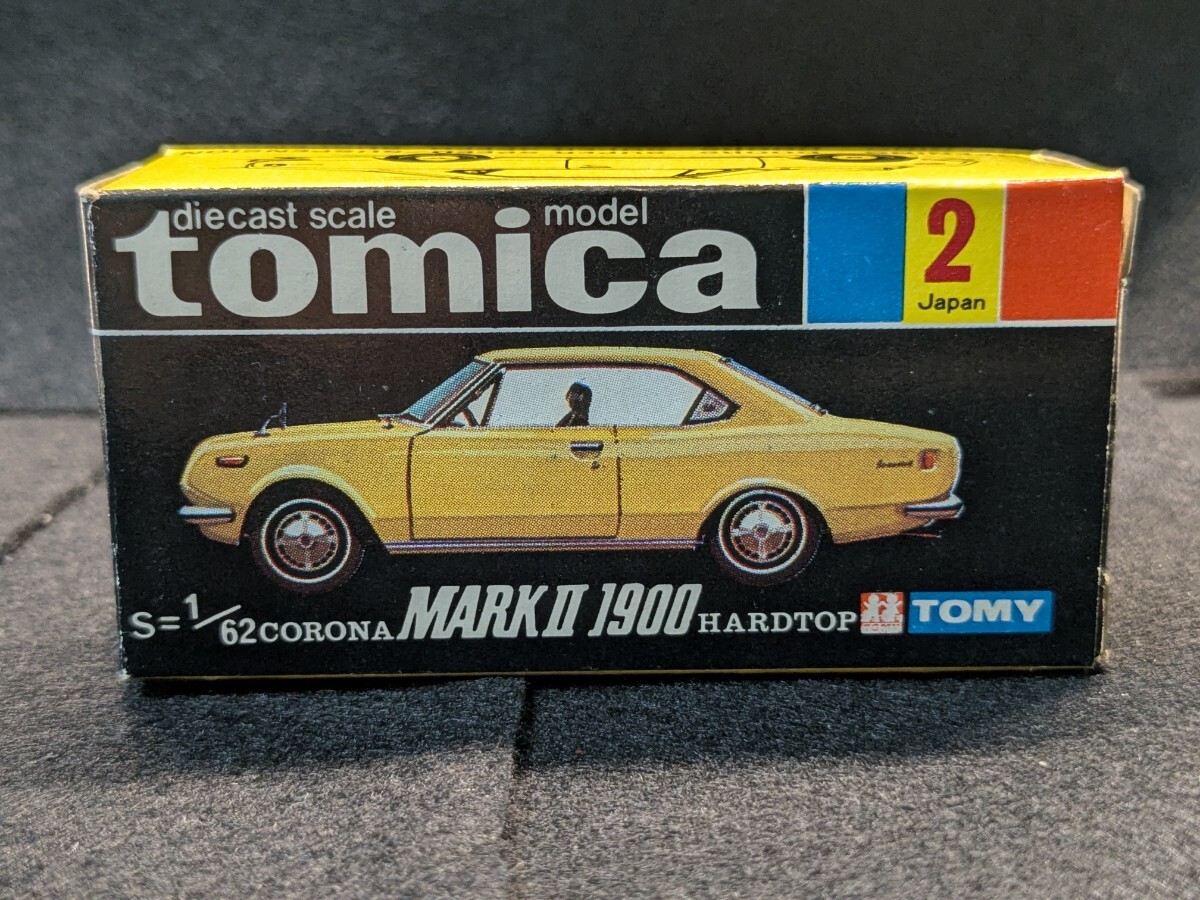 diecast scale model
tomica
2
Japan
S=1/62 CORONA MARK II 1900 HARDTOP TOMY